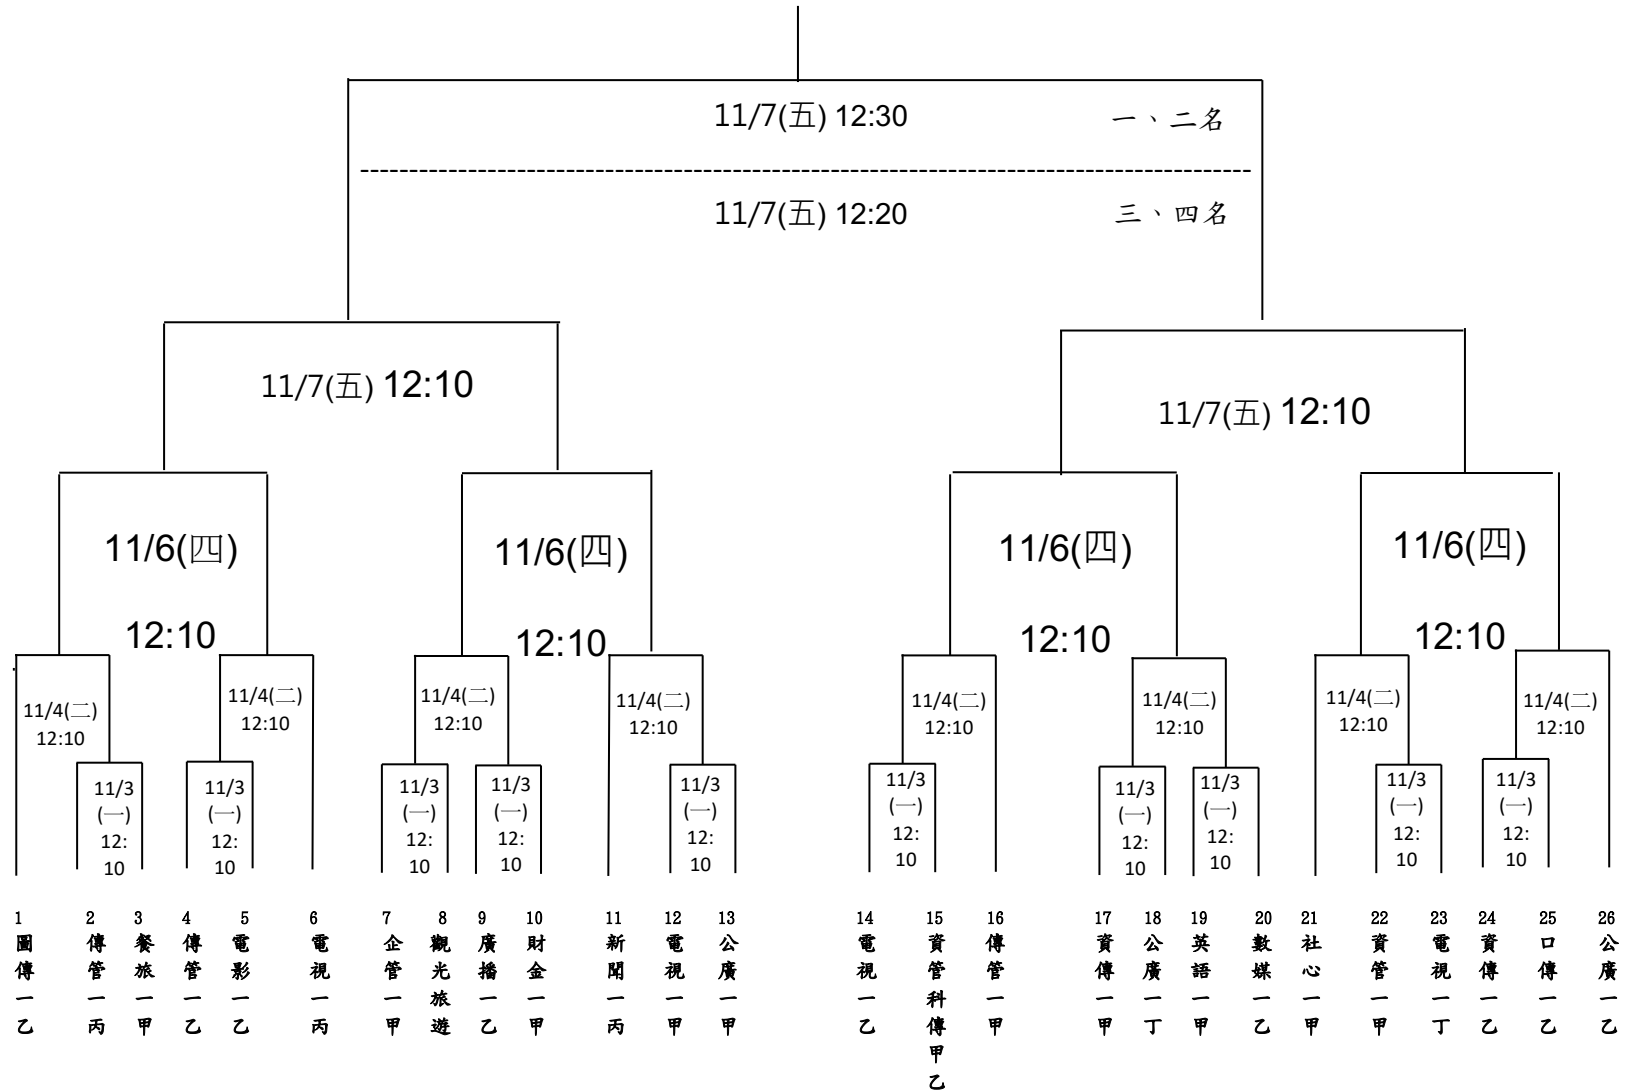 11/7(五) 12:30 一、二名
11/7(五) 12:20 三、四名
11/7(五) 12:10
11/7(五) 12:10
11/6(四)
12:10
11/6(四)
12:10
11/6(四)
12:10
11/6(四)
12:10
11/4(二)
12:10
11/4(二)
12:10
11/4(二)
12:10
11/4(二)
12:10
11/4(二)
12:10
11/4(二)
12:10
11/4(二)
12:10
11/4(二)
12:10
11/3
(一)
12:
10
11/3
(一)
12:
10
11/3
(一)
12:
10
11/3
(一)
12:
10
11/3
(一)
12:
10
11/3
(一)
12:
10
11/3
(一)
12:
10
11/3
(一)
12:
10
11/3
(一)
12:
10
11/3
(一)
12:
10
1
圖傳一乙
2
傳管一丙
3
餐旅一甲
4
傳管一乙
5
電影一乙
6
電視一丙
7
企管一甲
8
觀光旅遊
9
廣播一乙
10
財金一甲
11
新聞一丙
12
電視一甲
13
公廣一甲
14
電視一乙
15
資管科傳甲乙
16
傳管一甲
17
資傳一甲
18
公廣一丁
19
英語一甲
20
數媒一乙
21
社心一甲
22
資管一甲
23
電視一丁
24
資傳一乙
25
口傳一乙
26
公廣一乙